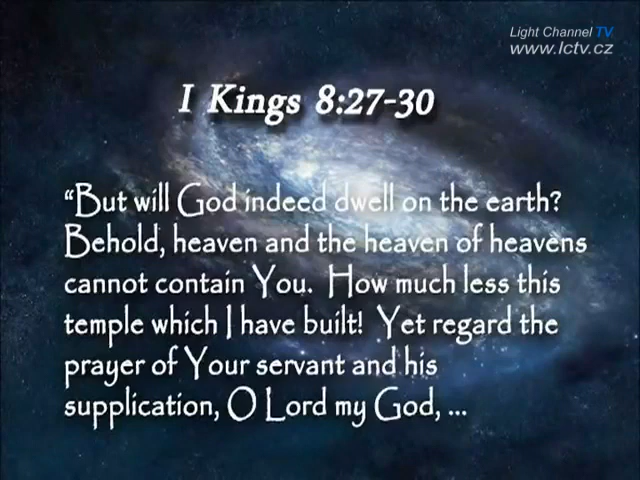 Light Channel TV
www.lctv.cz
I Kings 8:27-30
“But will God indeed dwell on the earth?
Behold, heaven and the heaven of heavens
cannot contain You. How much less this
temple which I have built! Yet regard the
prayer of Your servant and his
supplication, O Lord my God, ...